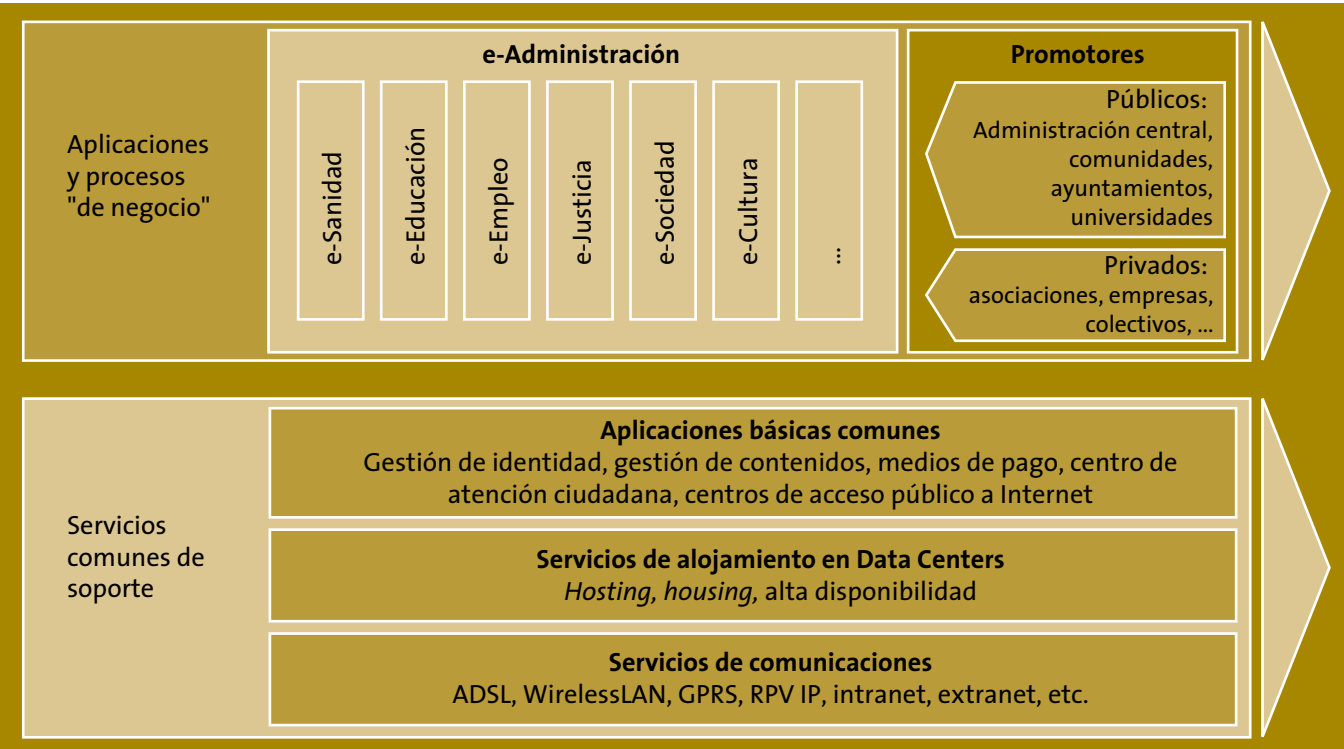 Aplicaciones
y procesos
"de negocio"
e-Administración
e-Sanidad
e-Educación
e-Empleo
e-Justicia
e-Sociedad
e-Cultura
...
Promotores
Públicos:
Administración central,
comunidades,
ayuntamientos,
universidades
Privados:
asociaciones, empresas,
colectivos, ...
Servicios
comunes de
soporte
Aplicaciones básicas comunes
Gestión de identidad, gestión de contenidos, medios de pago, centro de
atención ciudadana, centros de acceso público a Internet
Servicios de alojamiento en Data Centers
Hosting, housing, alta disponibilidad
Servicios de comunicaciones
ADSL, WirelessLAN, GPRS, RPV IP, intranet, extranet, etc.